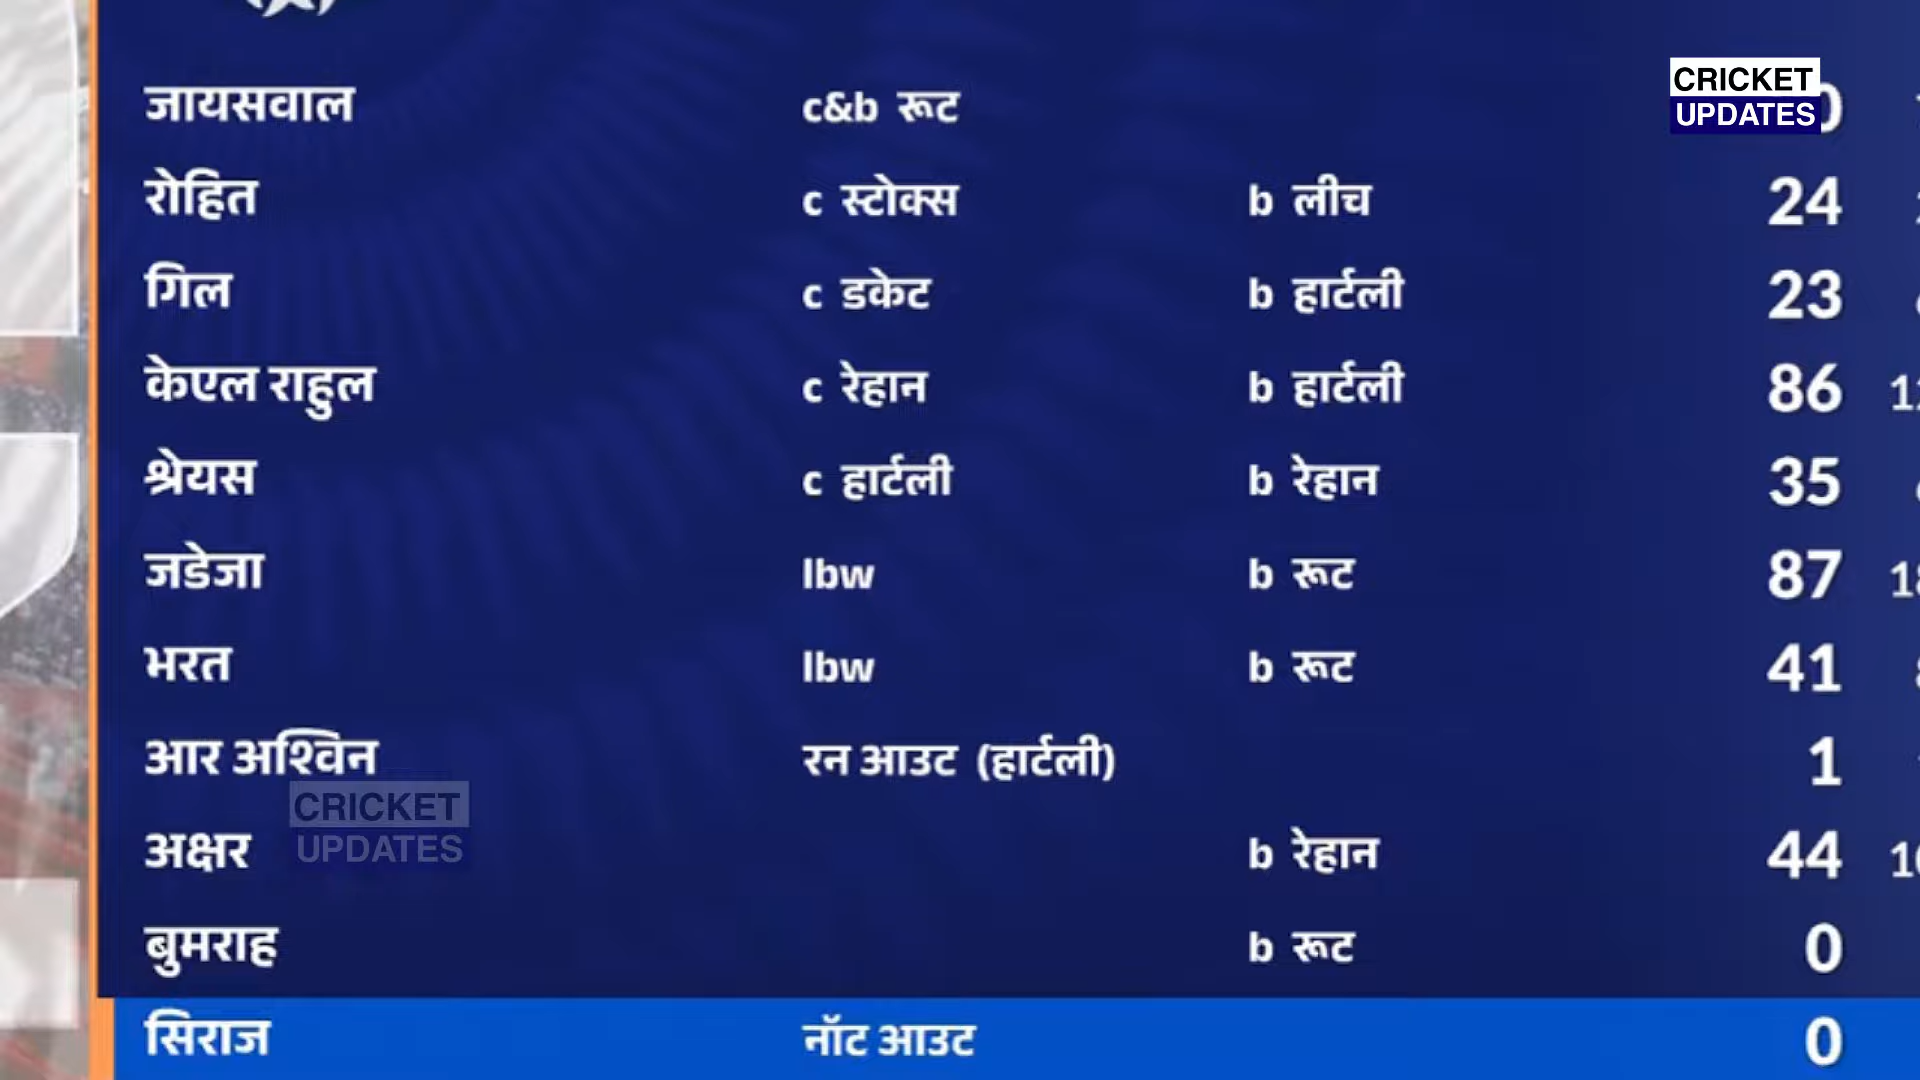 CRICKET
UPDATES
जायसवाल c&b रूट
रोहित c स्टोक्स b लीच 24
गिल c डकेट b हार्टली 23
केएल राहुल c रेहान b हार्टली 86
श्रेयस c हार्टली b रेहान 35
जडेजा lbw b रूट 87
भरत lbw b रूट 41
आर अश्विन रन आउट (हार्टली) 1
CRICKET
UPDATES
अक्षर b रेहान 44
बुमराह b रूट 0
सिराज नॉट आउट 0